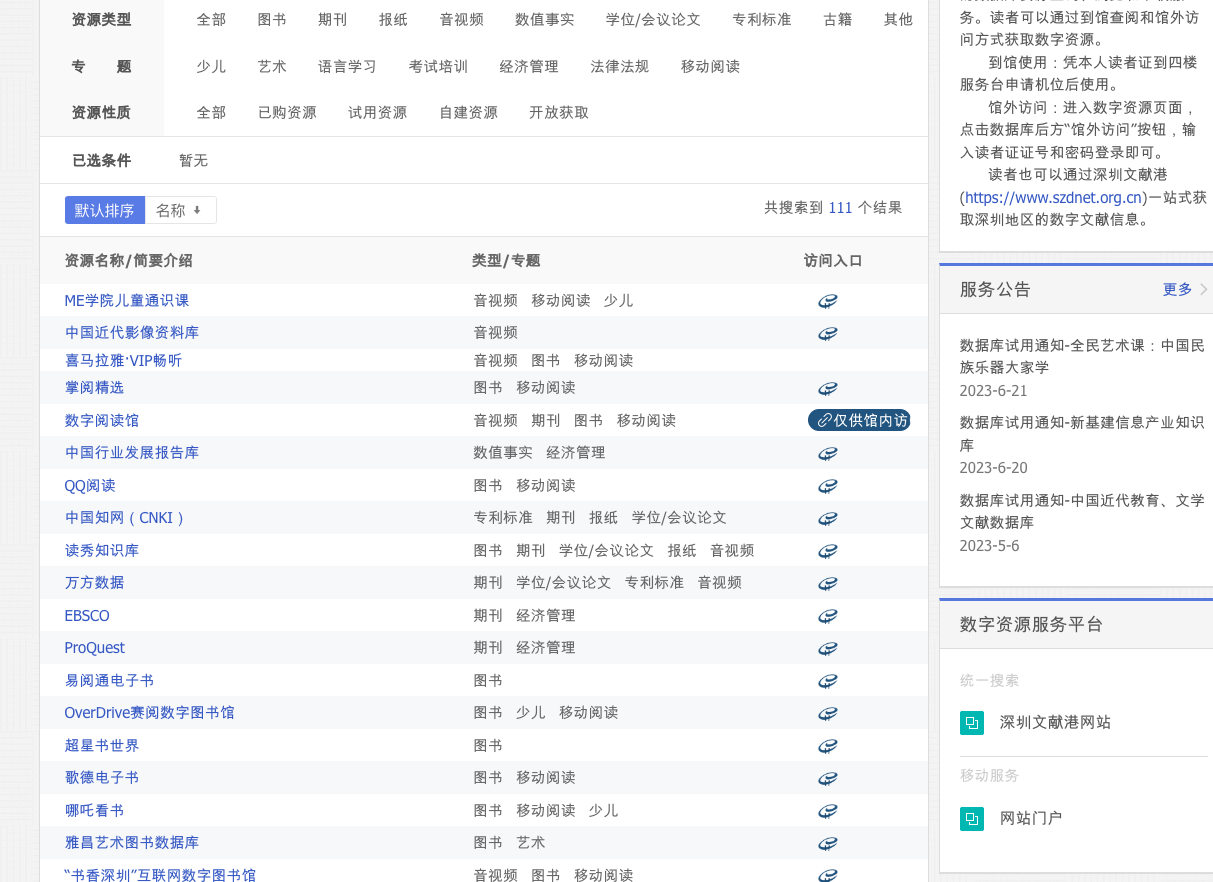 资源类型 全部 图书 期刊 报纸 音视频 数值事实 学位/会议论文 专利标准 古籍 其他
专 题 少儿 艺术 语言学习 考试培训 经济管理 法律法规 移动阅读
资源性质 全部 已购资源 试用资源 自建资源 开放获取
已选条件 暂无
默认排序 名称
共搜索到 111 个结果
资源名称/简要介绍 类型/专题 访问入口
ME学院儿童通识课 音视频 移动阅读 少儿
中国近代影像资料库 音视频
喜马拉雅·VIP畅听 音视频 图书 移动阅读
掌阅精选 图书 移动阅读
数字阅读馆 音视频 期刊 图书 移动阅读 仅供馆内访
中国行业发展报告库 数值事实 经济管理
QQ阅读 图书 移动阅读
中国知网（CNKI） 专利标准 期刊 报纸 学位/会议论文
读秀知识库 图书 期刊 学位/会议论文 报纸 音视频
万方数据 期刊 学位/会议论文 专利标准 音视频
EBSCO 期刊 经济管理
ProQuest 期刊 经济管理
易阅通电子书 图书
OverDrive赛阅数字图书馆 图书 少儿 移动阅读
超星书世界 图书
歌德电子书 图书 移动阅读
哪吒看书 图书 移动阅读 少儿
雅昌艺术图书数据库 图书 艺术
“书香深圳”互联网数字图书馆 音视频 图书 移动阅读
务。读者可以通过到馆查阅和馆外访
问方式获取数字资源。
到馆使用：凭本人读者证到四楼
服务台申请机位后使用。
馆外访问：进入数字资源页面，
点击数据库后方“馆外访问”按钮，输
入读者证证号和密码登录即可。
读者也可以通过深圳文献港
(https://www.szdnet.org.cn)一站式获
取深圳地区的数字文献信息。
服务公告 更多
数据库试用通知-全民艺术课：中国民
族乐器大家学
2023-6-21
数据库试用通知-新基建信息产业知识
库
2023-6-20
数据库试用通知-中国近代教育、文学
文献数据库
2023-5-6
数字资源服务平台
统一搜索
深圳文献港网站
移动服务
网站门户